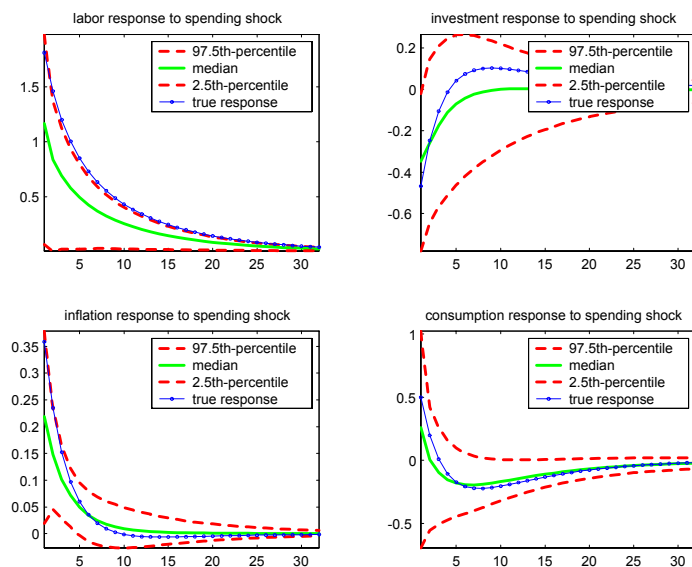 labor response to spending shock
97.5th-percentile
median
2.5th-percentile
true response
1.5
1
0.5
5 10 15 20 25 30
investment response to spending shock
97.5th-percentile
median
2.5th-percentile
true response
0.2
0
-0.2
-0.4
-0.6
5 10 15 20 25 30
inflation response to spending shock
97.5th-percentile
median
2.5th-percentile
true response
0.35
0.3
0.25
0.2
0.15
0.1
0.05
0
5 10 15 20 25 30
consumption response to spending shock
97.5th-percentile
median
2.5th-percentile
true response
1
0.5
0
-0.5
5 10 15 20 25 30